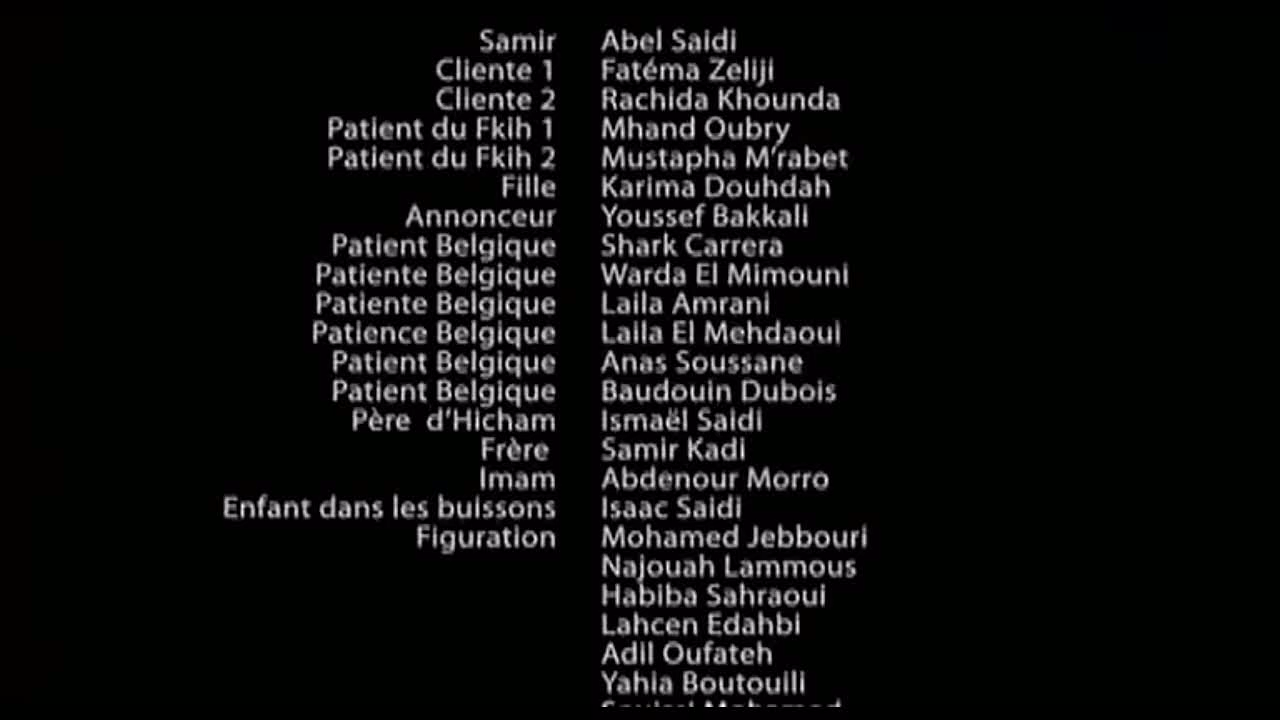 Samir Abel Saidi
Cliente 1 Fatéma Zeliji
Cliente 2 Rachida Khounda
Patient du Fkih 1 Mhand Oubry
Patient du Fkih 2 Mustapha M'rabet
Fille Karima Douhdah
Annonceur Youssef Bakkali
Patient Belgique Shark Carrera
Patiente Belgique Warda El Mimouni
Patiente Belgique Laila Amrani
Patience Belgique Laila El Mehdaoui
Patient Belgique Anas Soussane
Patient Belgique Baudouin Dubois
Père d'Hicham Ismaël Saidi
Frère Samir Kadi
Imam Abdenour Morro
Enfant dans les buissons Isaac Saidi
Figuration Mohamed Jebbouri
Najouah Lammous
Habiba Sahraoui
Lahcen Edahbi
Adil Oufateh
Yahia Boutouili